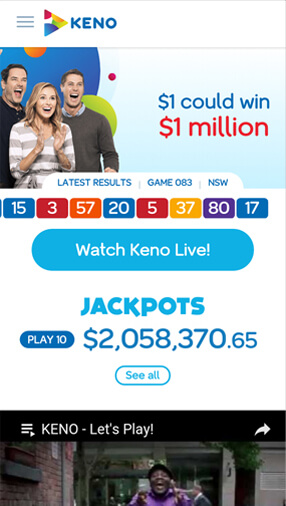 KENO
$1 could win
$1 million
LATEST RESULTS | GAME 083 | NSW
15 3 57 20 5 37 80 17
Watch Keno Live!
JACKPOTS
PLAY 10 $2,058,370.65
See all
KENO - Let's Play!